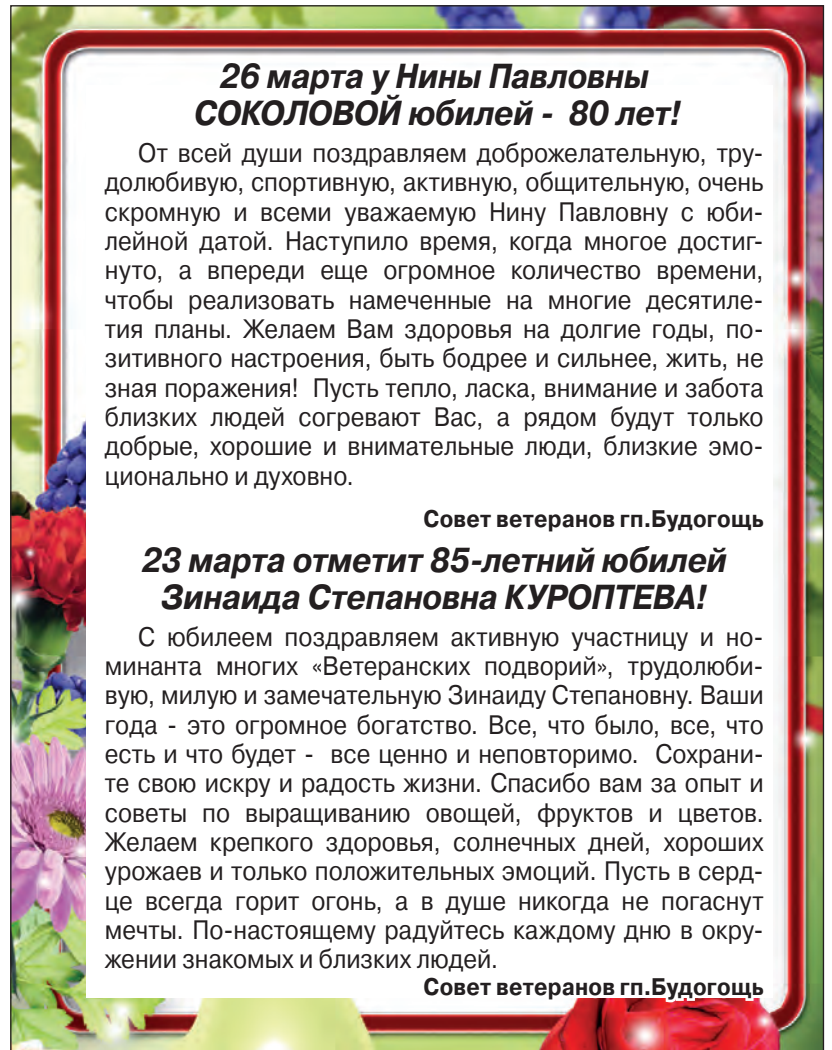 26 марта у Нины Павловны
СОКОЛОВОЙ юбилей - 80 лет!
От всей души поздравляем доброжелательную, тру-
долюбивую, спортивную, активную, общительную, очень
скромную и всеми уважаемую Нину Павловну с юби-
лейной датой. Наступило время, когда многое достиг-
нуто, а впереди еще огромное количество времени,
чтобы реализовать намеченные на многие десятиле-
тия планы. Желаем Вам здоровья на долгие годы, по-
зитивного настроения, быть бодрее и сильнее, жить, не
зная поражения! Пусть тепло, ласка, внимание и забота
близких людей согревают Вас, а рядом будут только
добрые, хорошие и внимательные люди, близкие эмо-
ционально и духовно.
Совет ветеранов гп.Будогощь
23 марта отметит 85-летний юбилей
Зинаида Степановна КУРОПТЕВА!
С юбилеем поздравляем активную участницу и но-
минанта многих «Ветеранских подворий», трудолюби-
вую, милую и замечательную Зинаиду Степановну. Ваши
года - это огромное богатство. Все, что было, все, что
есть и что будет - все ценно и неповторимо. Сохрани-
те свою искру и радость жизни. Спасибо вам за опыт и
советы по выращиванию овощей, фруктов и цветов.
Желаем крепкого здоровья, солнечных дней, хороших
урожаев и только положительных эмоций. Пусть в серд-
це всегда горит огонь, а в душе никогда не погаснут
мечты. По-настоящему радуйтесь каждому дню в окру-
жении знакомых и близких людей.
Совет ветеранов гп.Будогощь